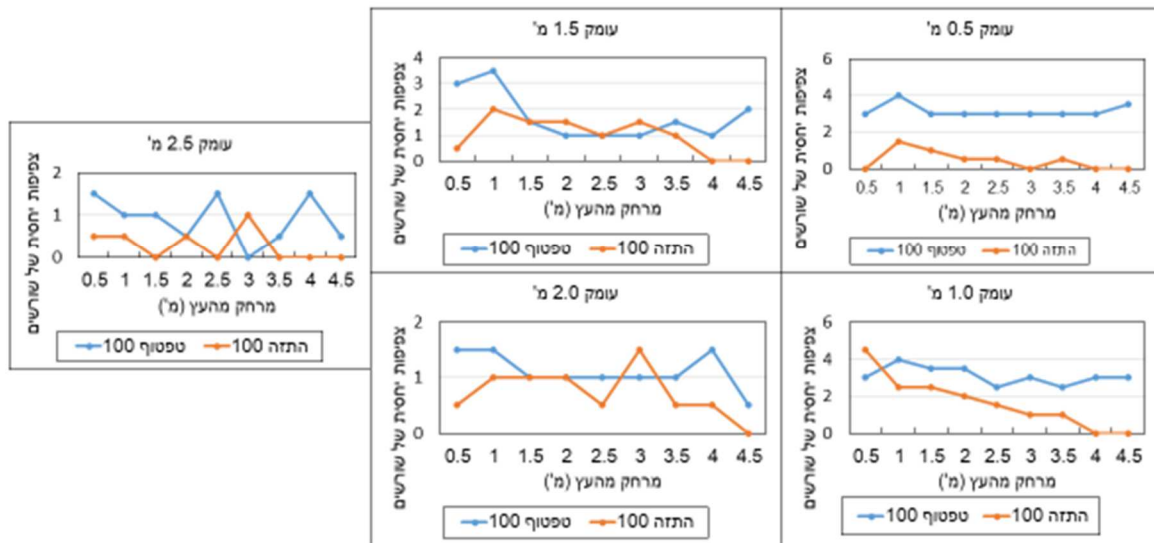 עומק 0.5 מ'
צפיפות יחסית של שורשים
6
4
2
0
0.5 1 1.5 2 2.5 3 3.5 4 4.5
מרחק מהעץ (מ')
טפטוף 100 התזה 100
עומק 1.5 מ'
צפיפות יחסית של שורשים
4
3
2
1
0
0.5 1 1.5 2 2.5 3 3.5 4 4.5
מרחק מהעץ (מ')
טפטוף 100 התזה 100
עומק 2.5 מ'
צפיפות יחסית של שורשים
2
1
0
0.5 1 1.5 2 2.5 3 3.5 4 4.5
מרחק מהעץ (מ')
טפטוף 100 התזה 100
עומק 1.0 מ'
צפיפות יחסית של שורשים
6
4
2
0
0.5 1 1.5 2 2.5 3 3.5 4 4.5
מרחק מהעץ (מ')
טפטוף 100 התזה 100
עומק 2.0 מ'
צפיפות יחסית של שורשים
2
1
0
0.5 1 1.5 2 2.5 3 3.5 4 4.5
מרחק מהעץ (מ')
טפטוף 100 התזה 100